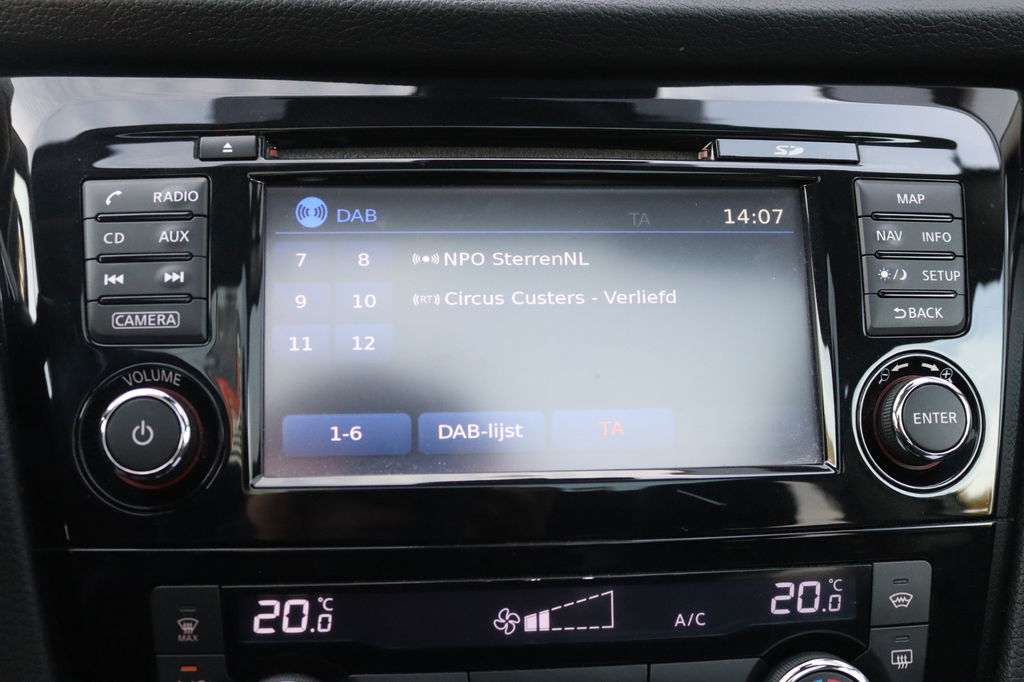 SD
RADIO
CD AUX
CAMERA
VOLUME
DAB TA 14:07
7 8 NPO SterrenNL
9 10 (RT) Circus Custers - Verliefd
11 12
1-6 DAB-lijst TA
MAP
NAV INFO
SETUP
BACK
ENTER
20.0 °C A/C 20.0 °C
MAX